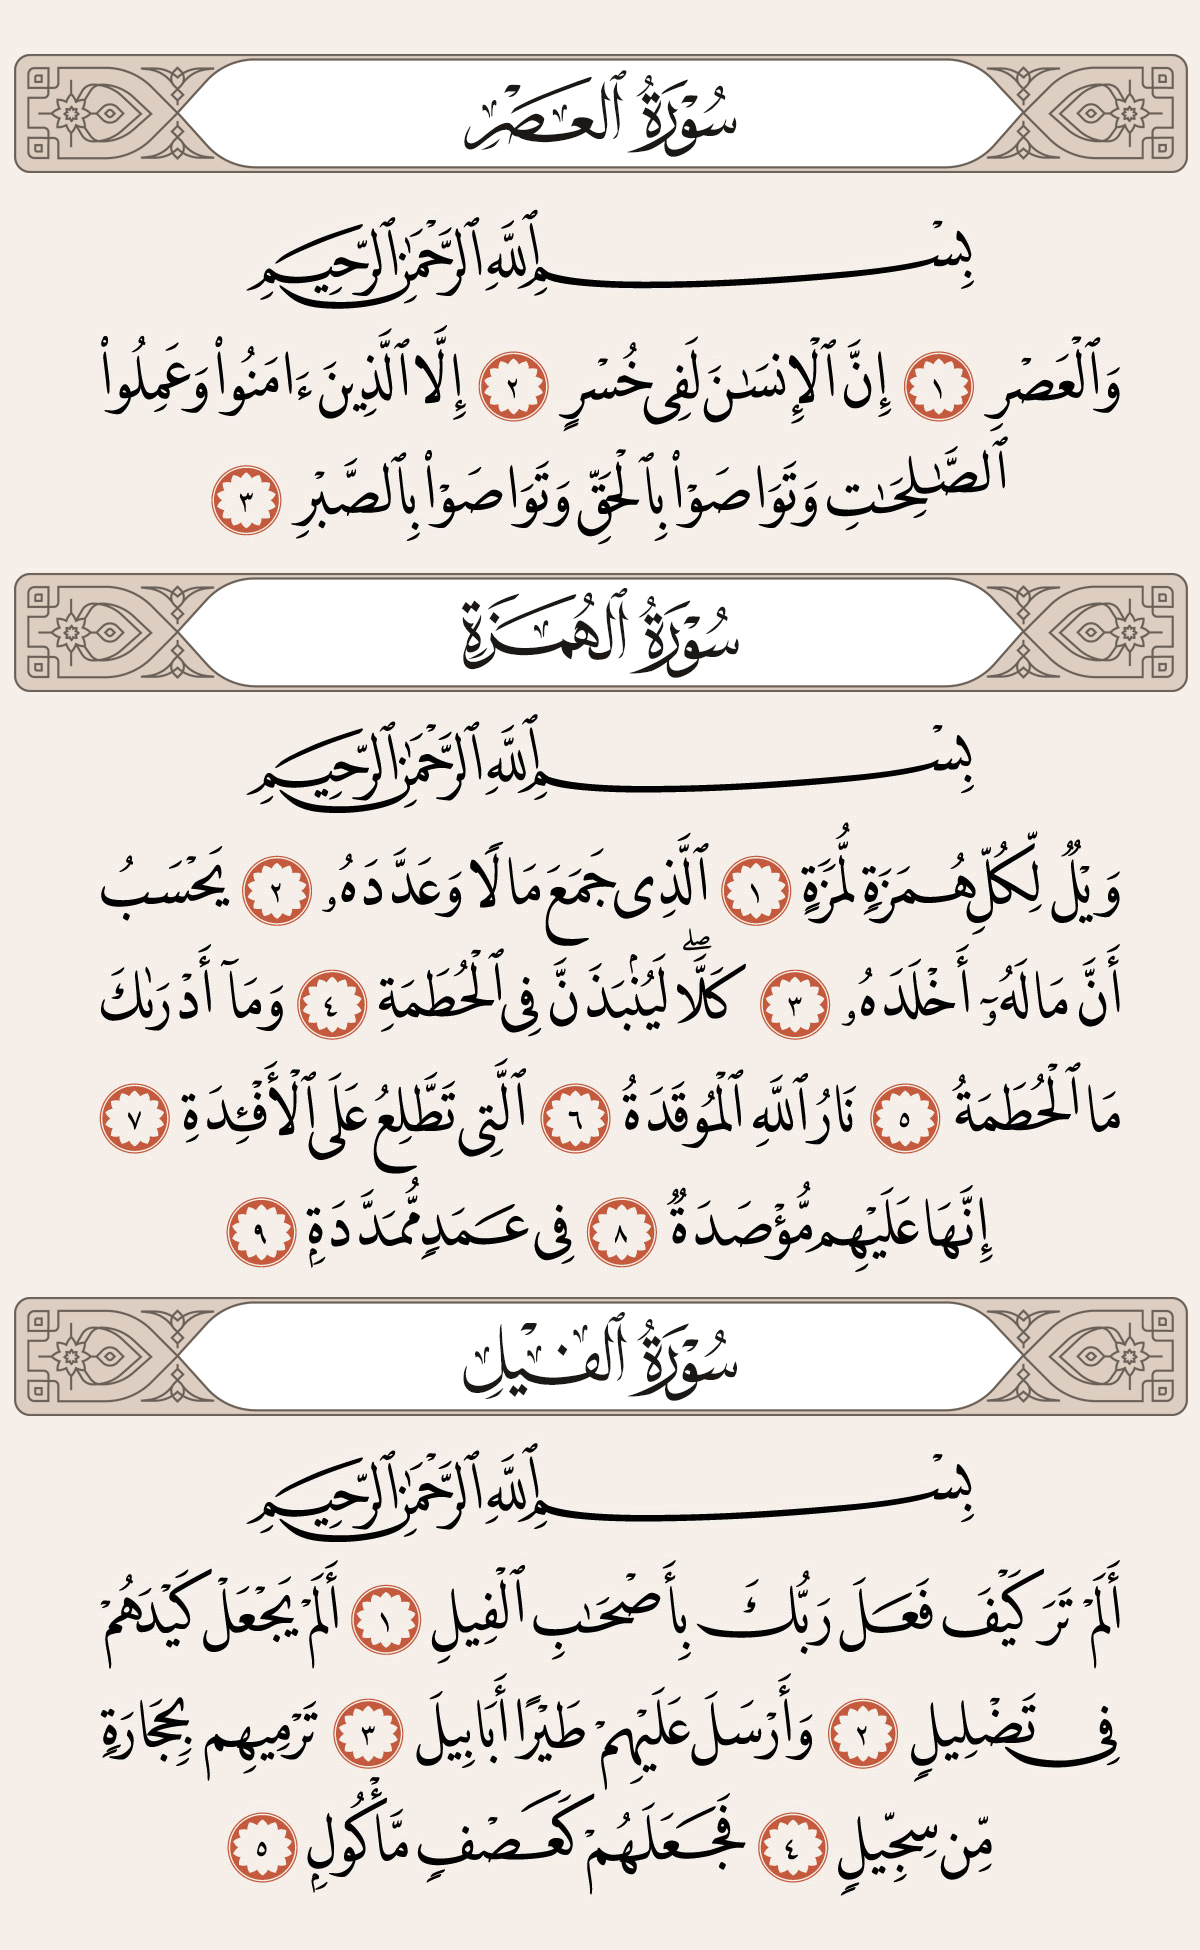 سُورَةُ ٱلْعَصْرِ
بِسْمِ ٱللَّهِ ٱلرَّحْمَٰنِ ٱلرَّحِيمِ
وَٱلْعَصْرِ ١ إِنَّ ٱلْإِنسَـٰنَ لَفِى خُسْرٍ ٢ إِلَّا ٱلَّذِينَ ءَامَنُوا۟ وَعَمِلُوا۟
ٱلصَّـٰلِحَـٰتِ وَتَوَاصَوْا۟ بِٱلْحَقِّ وَتَوَاصَوْا۟ بِٱلصَّبْرِ ٣
سُورَةُ ٱلْهُمَزَةِ
بِسْمِ ٱللَّهِ ٱلرَّحْمَٰنِ ٱلرَّحِيمِ
وَيْلٌ لِّكُلِّ هُمَزَةٍ لُّمَزَةٍ ١ ٱلَّذِى جَمَعَ مَالًا وَعَدَّدَهُۥ ٢ يَحْسَبُ
أَنَّ مَالَهُۥٓ أَخْلَدَهُۥ ٣ كَلَّا ۖ لَيُنۢبَذَنَّ فِى ٱلْحُطَمَةِ ٤ وَمَآ أَدْرَىٰكَ
مَا ٱلْحُطَمَةُ ٥ نَارُ ٱللَّهِ ٱلْمُوقَدَةُ ٦ ٱلَّتِى تَطَّلِعُ عَلَى ٱلْأَفْـِٔدَةِ ٧
إِنَّهَا عَلَيْهِم مُّؤْصَدَةٌ ٨ فِى عَمَدٍ مُّمَدَّدَةٍۭ ٩
سُورَةُ ٱلْفِيلِ
بِسْمِ ٱللَّهِ ٱلرَّحْمَٰنِ ٱلرَّحِيمِ
أَلَمْ تَرَ كَيْفَ فَعَلَ رَبُّكَ بِأَصْحَـٰبِ ٱلْفِيلِ ١ أَلَمْ يَجْعَلْ كَيْدَهُمْ
فِى تَضْلِيلٍ ٢ وَأَرْسَلَ عَلَيْهِمْ طَيْرًا أَبَابِيلَ ٣ تَرْمِيهِم بِحِجَارَةٍ
مِّن سِجِّيلٍ ٤ فَجَعَلَهُمْ كَعَصْفٍ مَّأْكُولٍۭ ٥